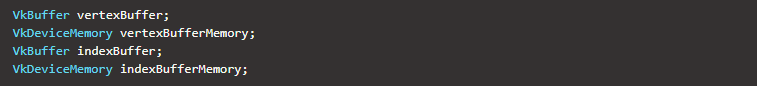 VkBuffer vertexBuffer;
VkDeviceMemory vertexBufferMemory;
VkBuffer indexBuffer;
VkDeviceMemory indexBufferMemory;